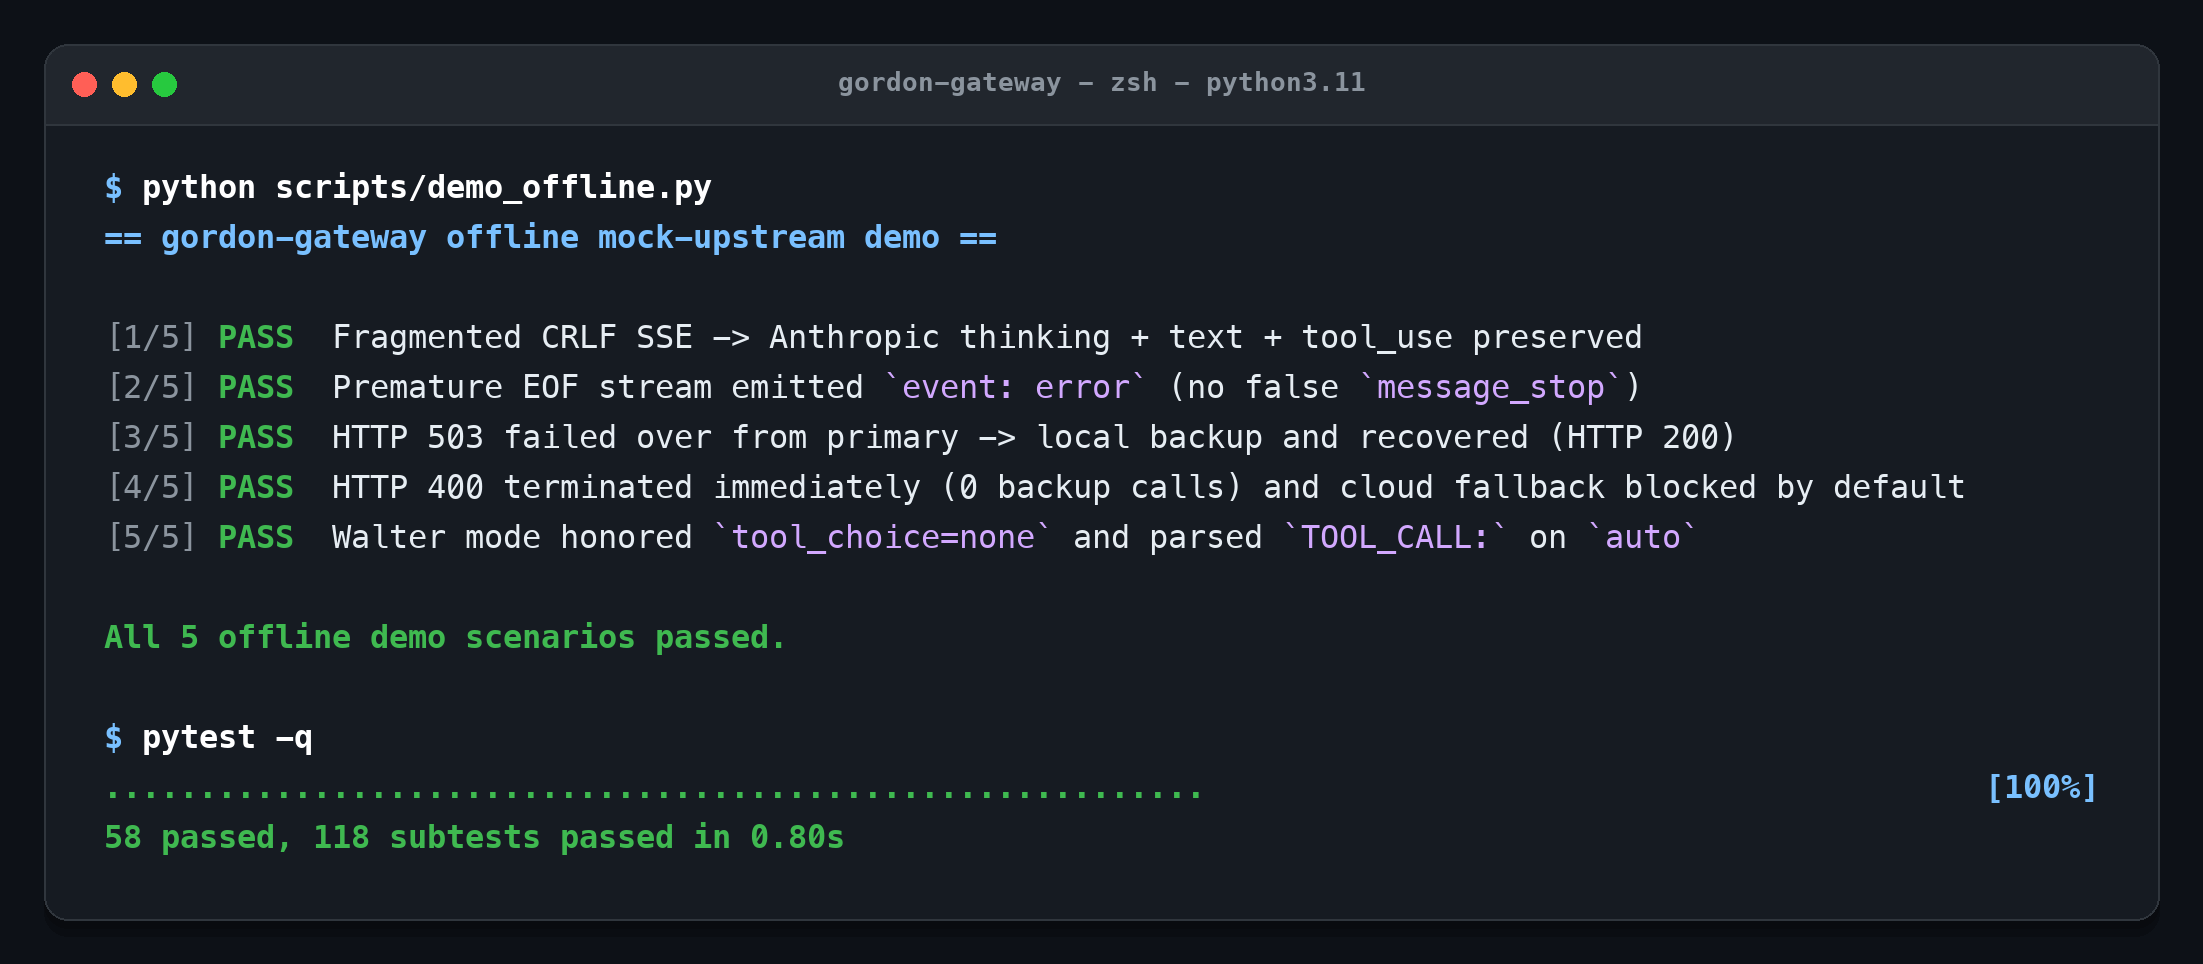 gordon-gateway - zsh - python3.11
$ python scripts/demo_offline.py
== gordon-gateway offline mock-upstream demo ==
[1/5] PASS  Fragmented CRLF SSE -> Anthropic thinking + text + tool_use preserved
[2/5] PASS  Premature EOF stream emitted `event: error` (no false `message_stop`)
[3/5] PASS  HTTP 503 failed over from primary -> local backup and recovered (HTTP 200)
[4/5] PASS  HTTP 400 terminated immediately (0 backup calls) and cloud fallback blocked by default
[5/5] PASS  Walter mode honored `tool_choice=none` and parsed `TOOL_CALL:` on `auto`
All 5 offline demo scenarios passed.
$ pytest -q
.......................................................... [100%]
58 passed, 118 subtests passed in 0.80s